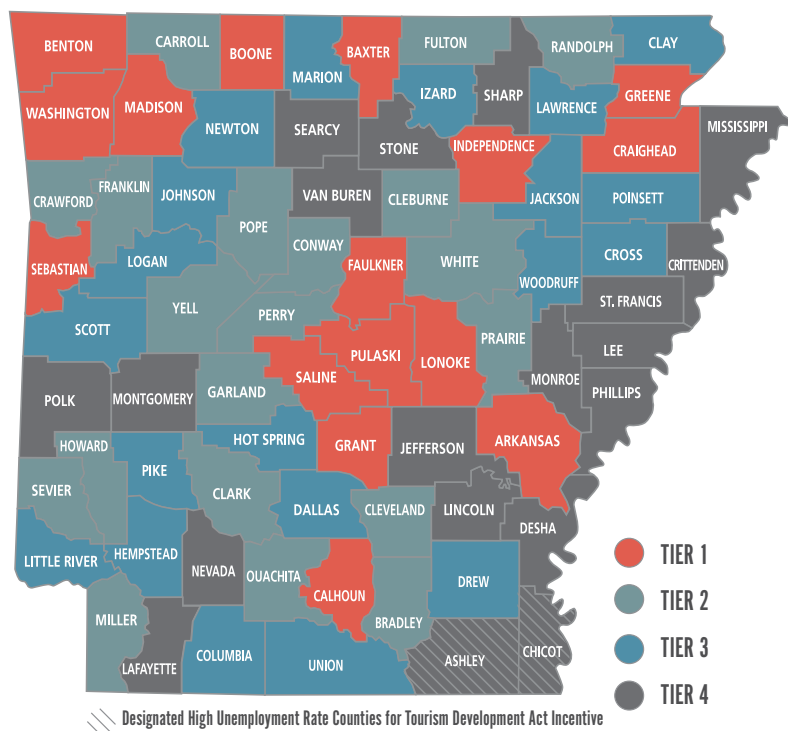 BENTON
CARROLL
BOONE
MARION
BAXTER
FULTON
RANDOLPH
CLAY
WASHINGTON
MADISON
NEWTON
SEARCY
STONE
IZARD
SHARP
LAWRENCE
GREENE
MISSISSIPPI
INDEPENDENCE
CRAIGHEAD
CRAWFORD
FRANKLIN
JOHNSON
POPE
VAN BUREN
CLEBURNE
JACKSON
POINSETT
SEBASTIAN
LOGAN
CONWAY
FAULKNER
WHITE
WOODRUFF
CROSS
CRITTENDEN
SCOTT
YELL
PERRY
PULASKI
LONOKE
PRAIRIE
ST. FRANCIS
LEE
POLK
MONTGOMERY
GARLAND
SALINE
MONROE
PHILLIPS
HOWARD
PIKE
HOT SPRING
GRANT
JEFFERSON
ARKANSAS
SEVIER
CLARK
DALLAS
CLEVELAND
LINCOLN
DESHA
LITTLE RIVER
HEMPSTEAD
NEVADA
OUACHITA
CALHOUN
BRADLEY
DREW
MILLER
LAFAYETTE
COLUMBIA
UNION
ASHLEY
CHICOT
TIER 1
TIER 2
TIER 3
TIER 4
Designated High Unemployment Rate Counties for Tourism Development Act Incentive